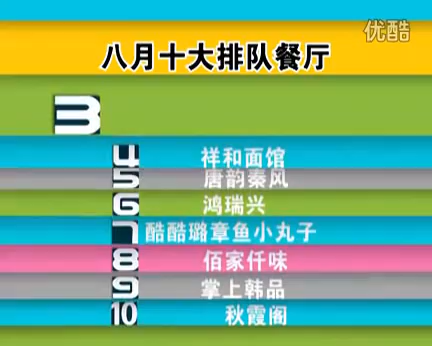 优酷
八月十大排队餐厅
3
4 祥和面馆
5 唐韵秦风
6 鸿瑞兴
7 酷酷璐章鱼小丸子
8 佰家仟味
9 掌上韩品
10 秋霞阁